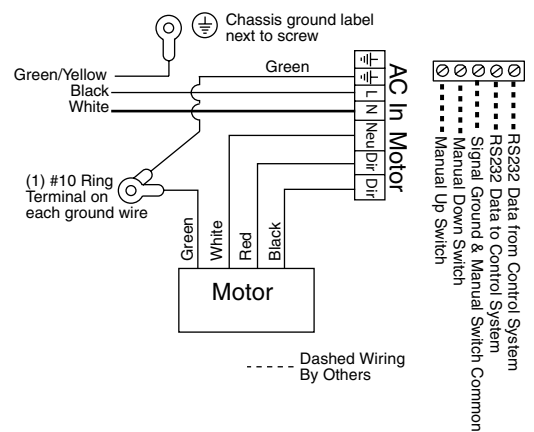 Chassis ground label
next to screw
Green/Yellow
Black
White
Green
L
N
Neu
Dir
Dir
AC In Motor
(1) #10 Ring
Terminal on
each ground wire
Green
White
Red
Black
Motor
Dashed Wiring
By Others
Manual Up Switch
Manual Down Switch
Signal Ground & Manual Switch Common
RS232 Data to Control System
RS232 Data from Control System